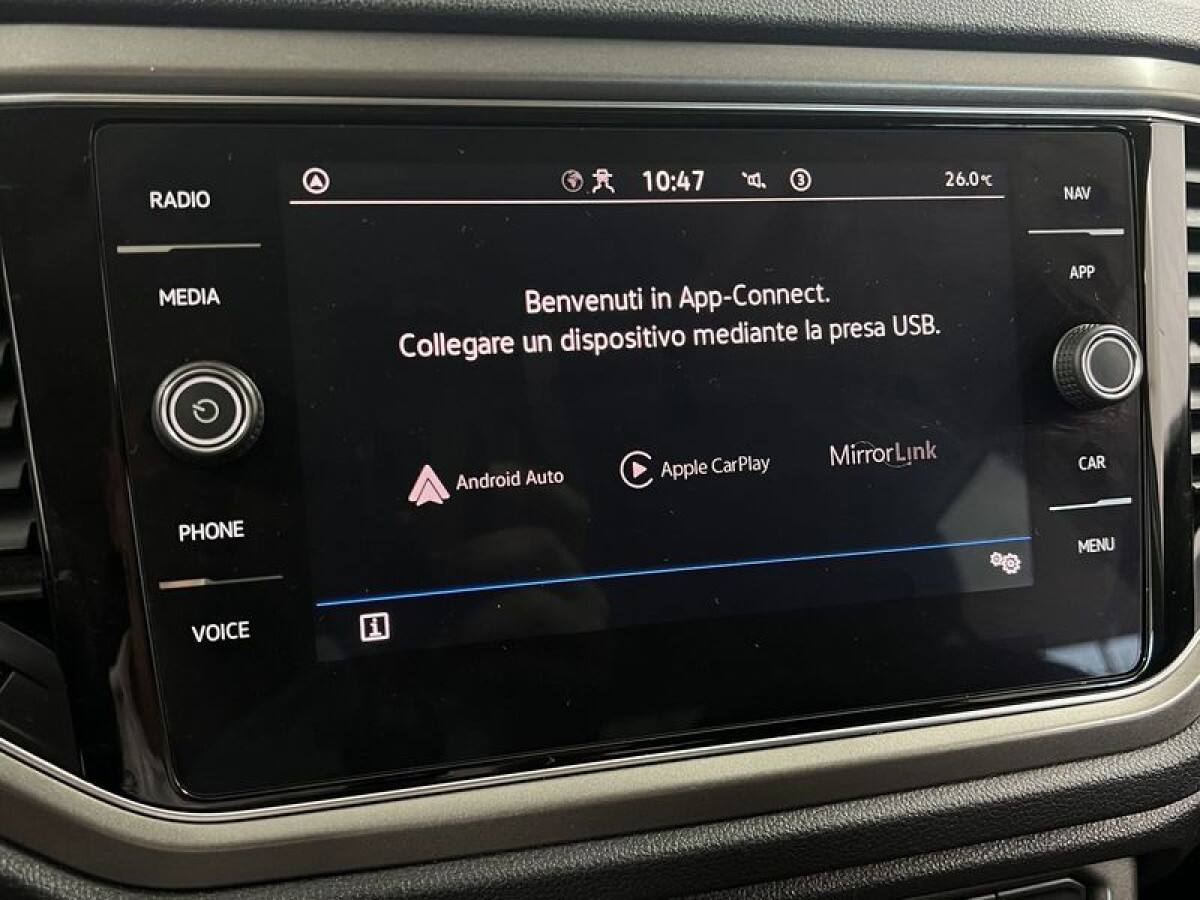 RADIO
MEDIA
PHONE
VOICE
10:47
3
26.0°C
Benvenuti in App-Connect.
Collegare un dispositivo mediante la presa USB.
Android Auto
Apple CarPlay
MirrorLink
i
NAV
APP
CAR
MENU